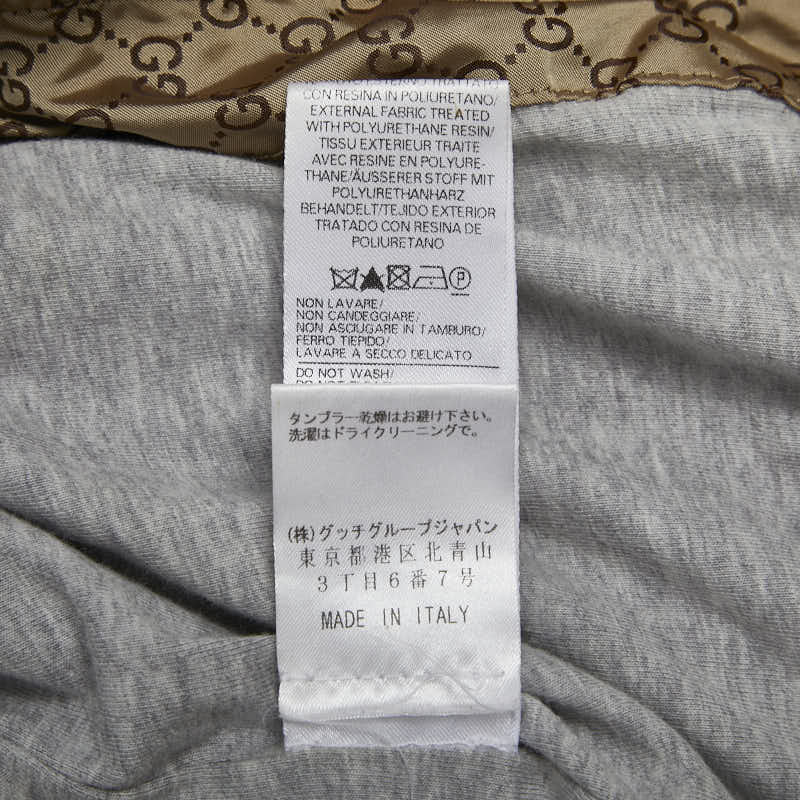 CON RESINA IN POLIURETANO/
EXTERNAL FABRIC TREATED
WITH POLYURETHANE RESIN/
TISSU EXTERIEUR TRAITE
AVEC RESINE EN POLYURE-
THANE/ÄUSSERER STOFF MIT
POLYURETHANHARZ
BEHANDELT/TEJIDO EXTERIOR
TRATADO CON RESINA DE
POLIURETANO
P
NON LAVARE/
NON CANDEGGIARE/
NON ASCIUGARE IN TAMBURO/
FERRO TIEPIDO/
LAVARE A SECCO DELICATO
DO NOT WASH/
タンブラー乾燥はお避け下さい。
洗濯はドライクリーニングで。
(株)グッチグループジャパン
東京都港区北青山
3丁目6番7号
MADE IN ITALY